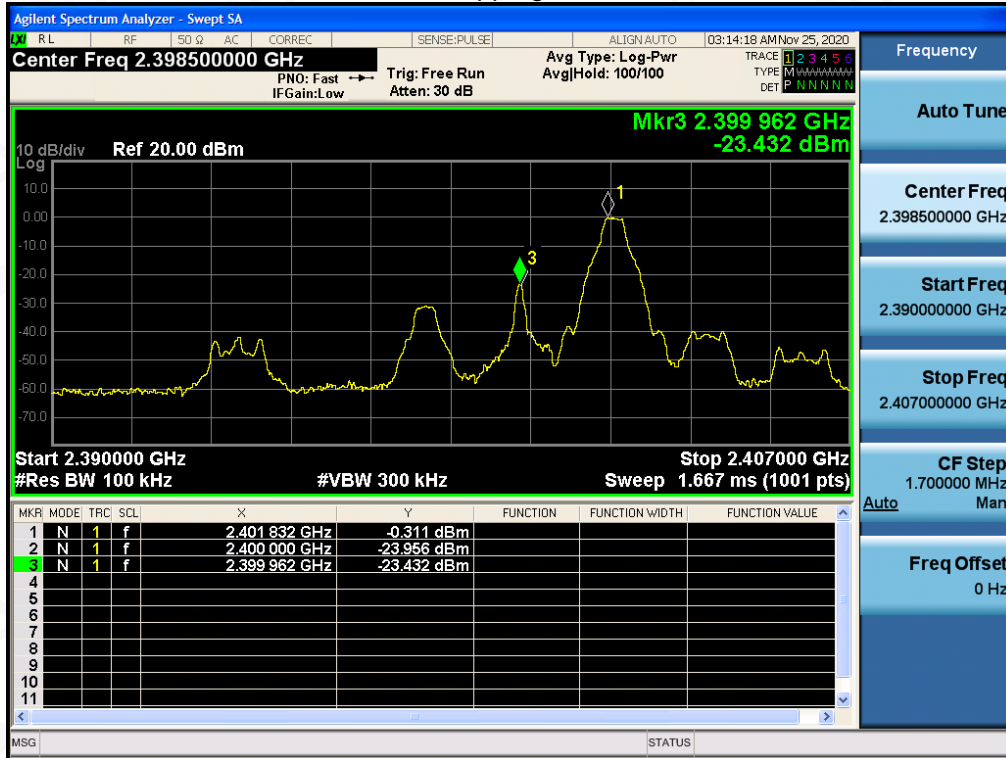 Agilent Spectrum Analyzer - Swept SA
LXI RL RF 50 Ω AC CORREC SENSE:PULSE ALIGN AUTO 03:14:18 AM Nov 25, 2020
Center Freq 2.398500000 GHz
PNO: Fast
IFGain:Low
Trig: Free Run
Atten: 30 dB
Avg Type: Log-Pwr
Avg|Hold: 100/100
TRACE 1 2 3 4 5 6
TYPE M WWWWW
DET P N N N N N
Mkr3 2.399 962 GHz
-23.432 dBm
10 dB/div Ref 20.00 dBm
Log
10.0
0.00
-10.0
-20.0
-30.0
-40.0
-50.0
-60.0
-70.0
1
3
Start 2.390000 GHz Stop 2.407000 GHz
#Res BW 100 kHz #VBW 300 kHz Sweep 1.667 ms (1001 pts)
MKR MODE TRC SCL X Y FUNCTION FUNCTION WIDTH FUNCTION VALUE
1 N 1 f 2.401 832 GHz -0.311 dBm
2 N 1 f 2.400 000 GHz -23.956 dBm
3 N 1 f 2.399 962 GHz -23.432 dBm
4
5
6
7
8
9
10
11
MSG STATUS
Frequency
Auto Tune
Center Freq
2.398500000 GHz
Start Freq
2.390000000 GHz
Stop Freq
2.407000000 GHz
CF Step
1.700000 MHz
Auto Man
Freq Offset
0 Hz